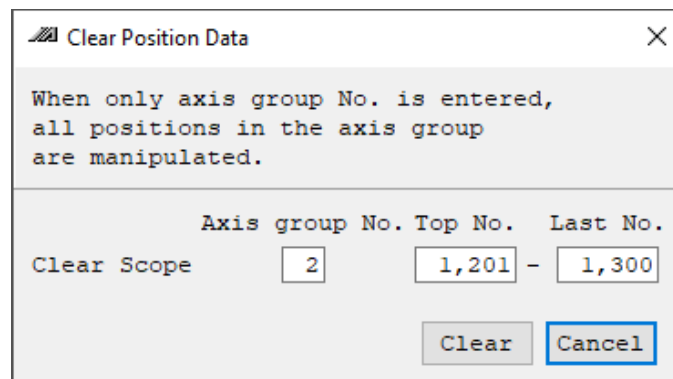 Clear Position Data
When only axis group No. is entered,
all positions in the axis group
are manipulated.
Axis group No. Top No. Last No.
Clear Scope 2 1,201 - 1,300
Clear Cancel